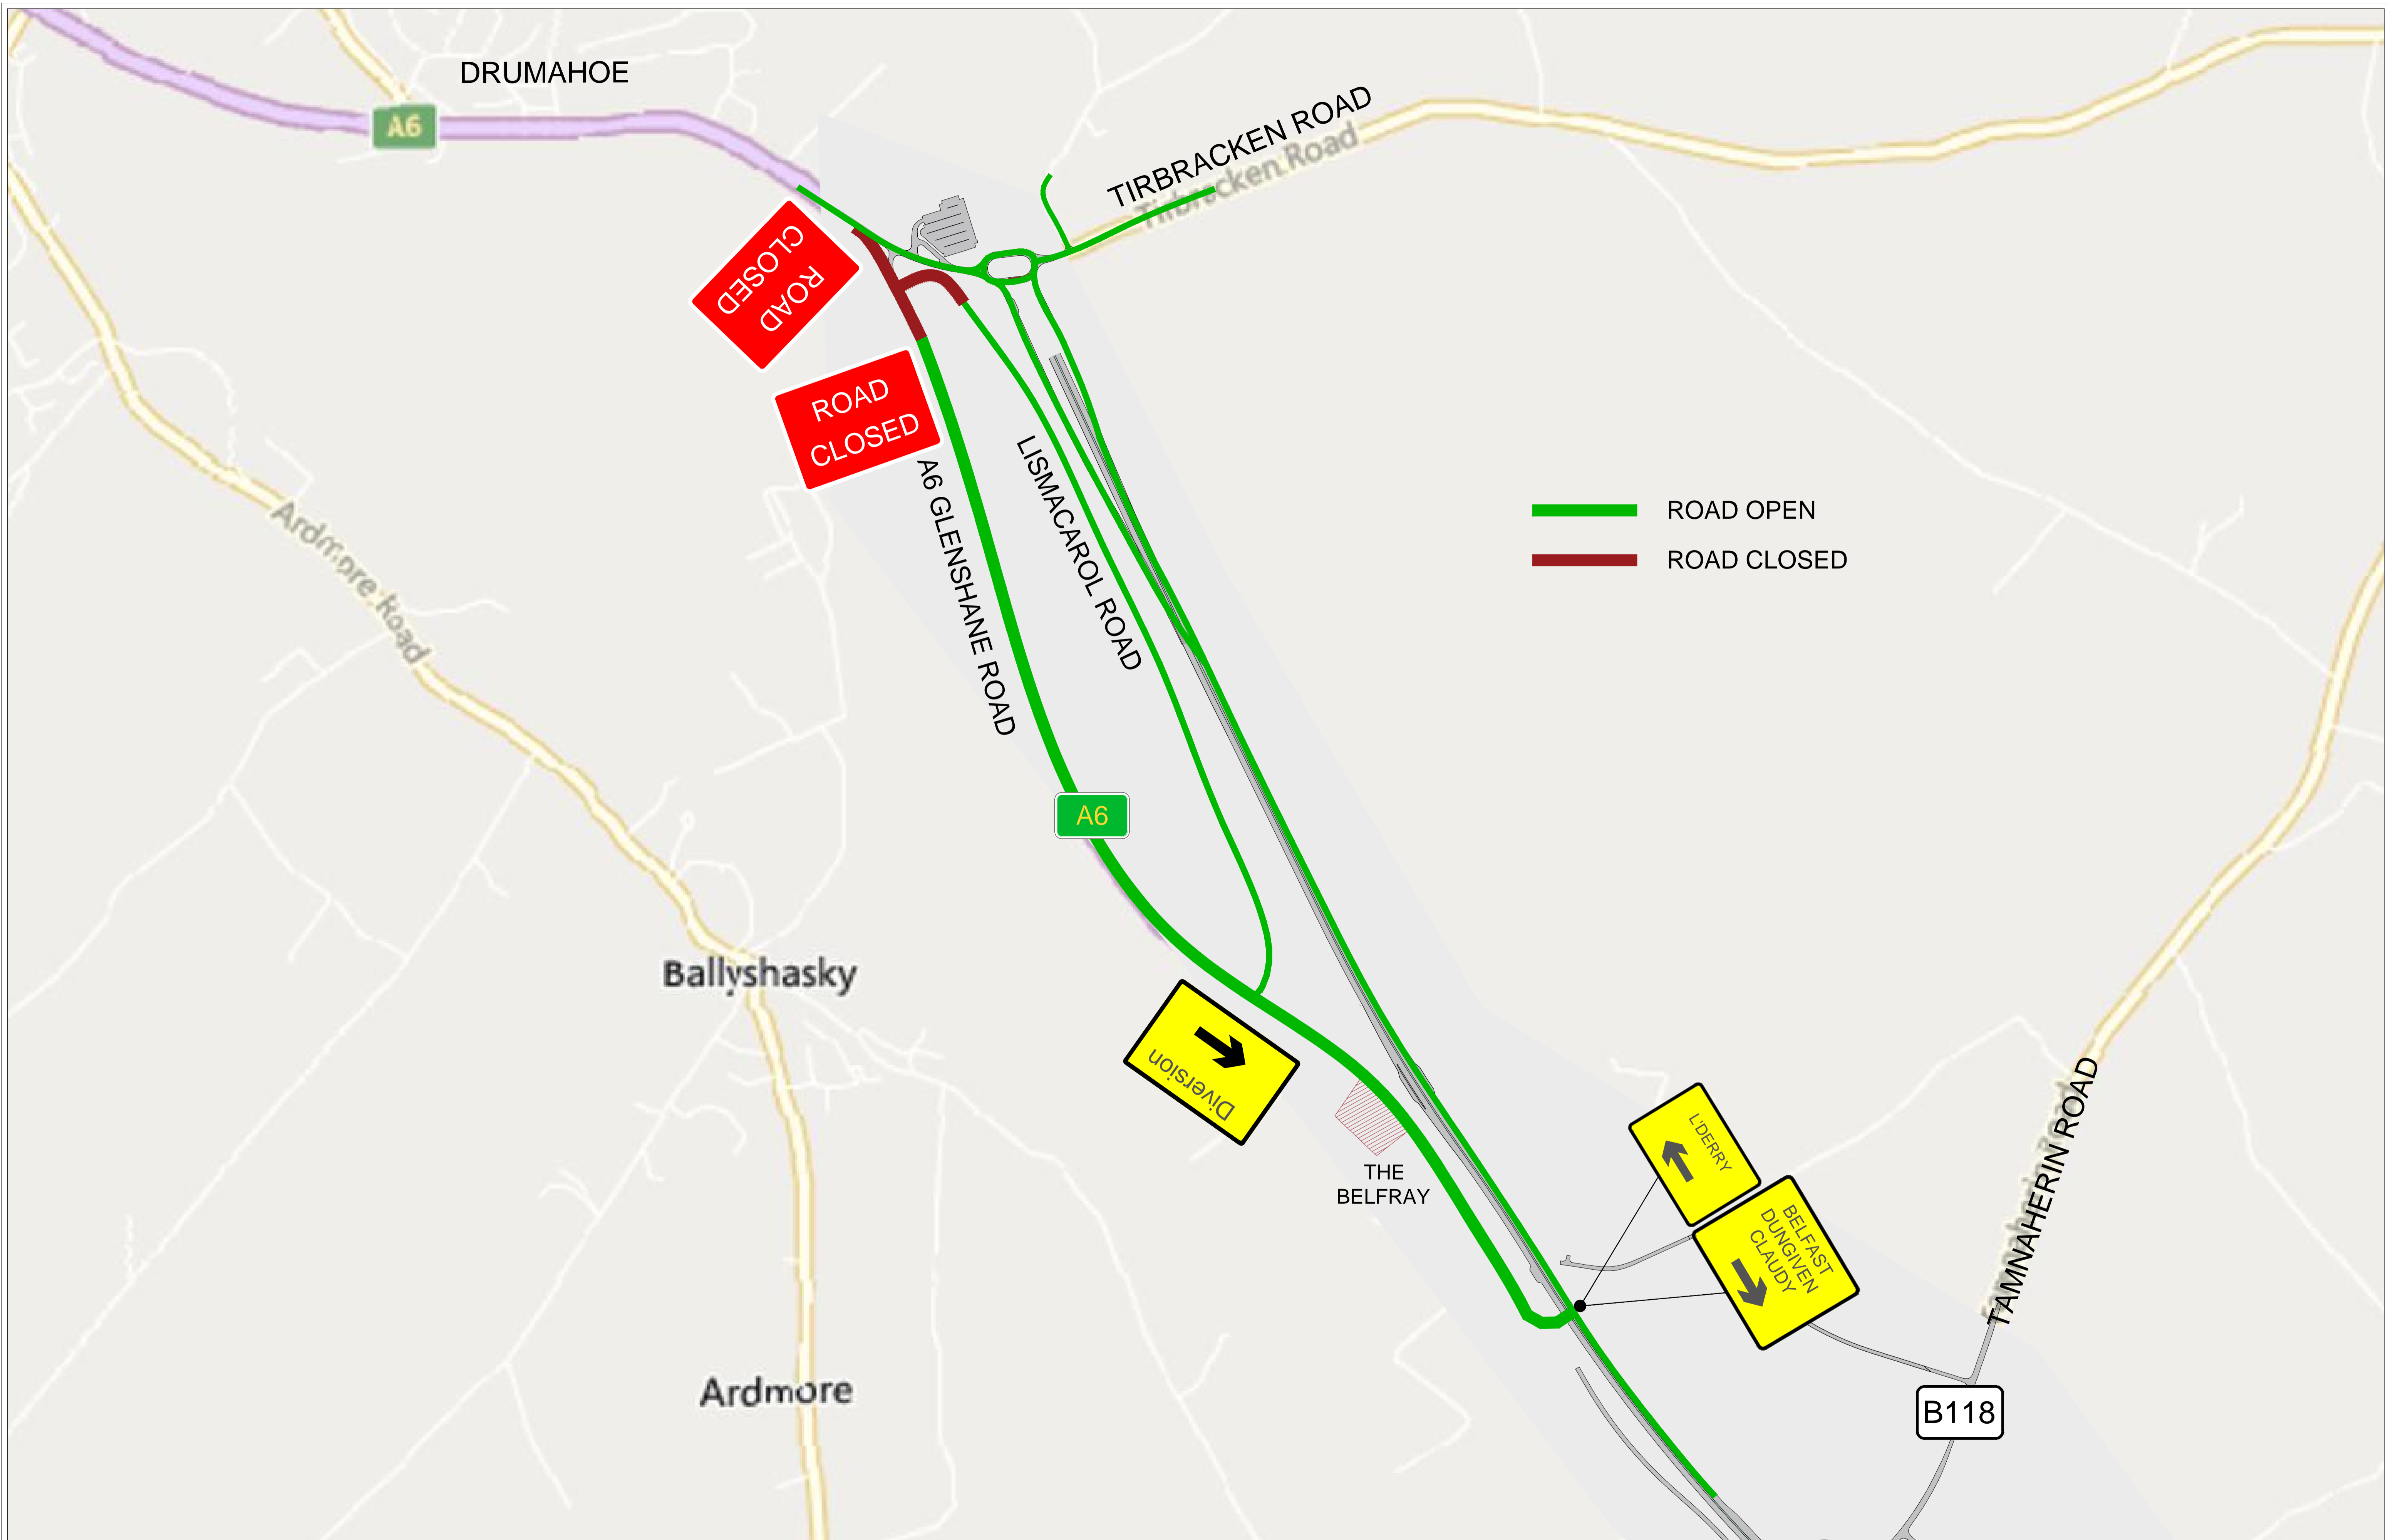 DRUMAHOE
A6
TIRBRACKEN ROAD
Tirbracken Road
ROAD
CLOSED
ROAD
CLOSED
A6 GLENSHANE ROAD
LISMACAROL ROAD
ROAD OPEN
ROAD CLOSED
Ardmore Road
A6
Ballyshasky
Diversion
THE
BELFRAY
L'DERRY
BELFAST
DUNGIVEN
CLAUDY
TAMNAHERIN ROAD
Ardmore
B118